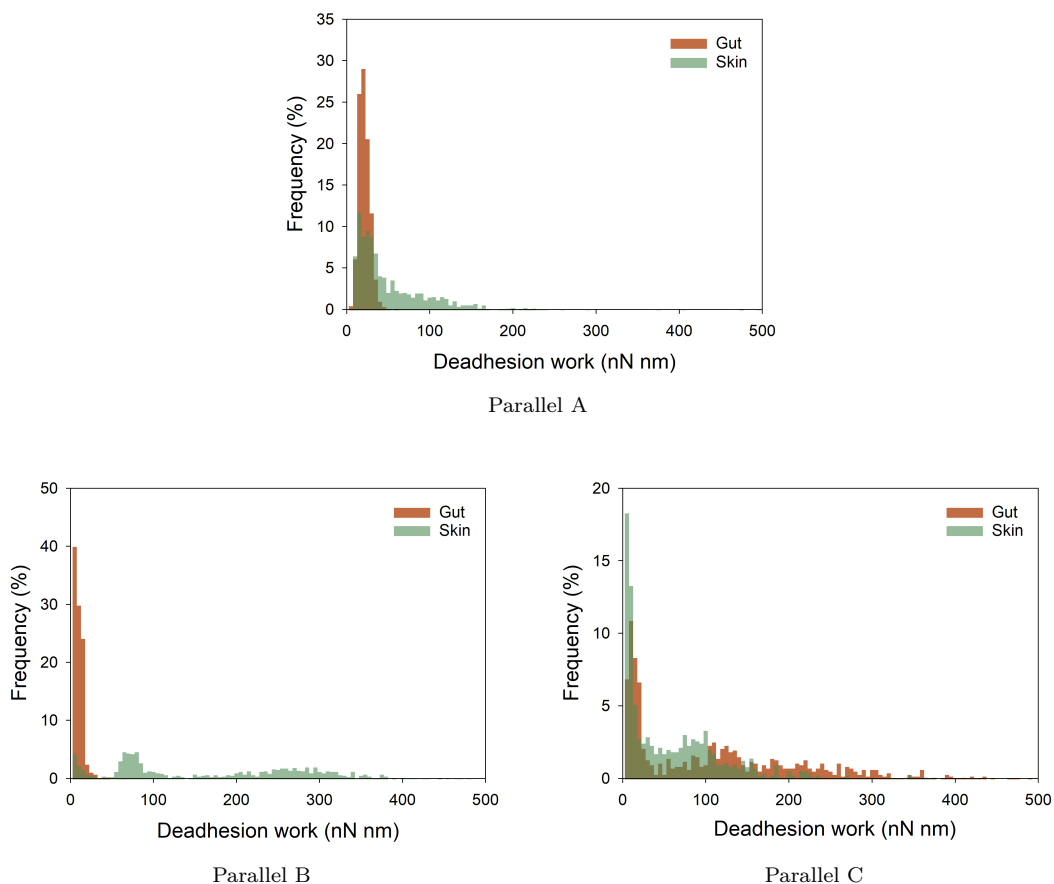 35
30
25
20
15
10
5
0
Frequency (%)
Gut
Skin
0 100 200 300 400 500
Deadhesion work (nN nm)
Parallel A
50
40
30
20
10
0
Frequency (%)
Gut
Skin
0 100 200 300 400 500
Deadhesion work (nN nm)
Parallel B
20
15
10
5
0
Frequency (%)
Gut
Skin
0 100 200 300 400 500
Deadhesion work (nN nm)
Parallel C